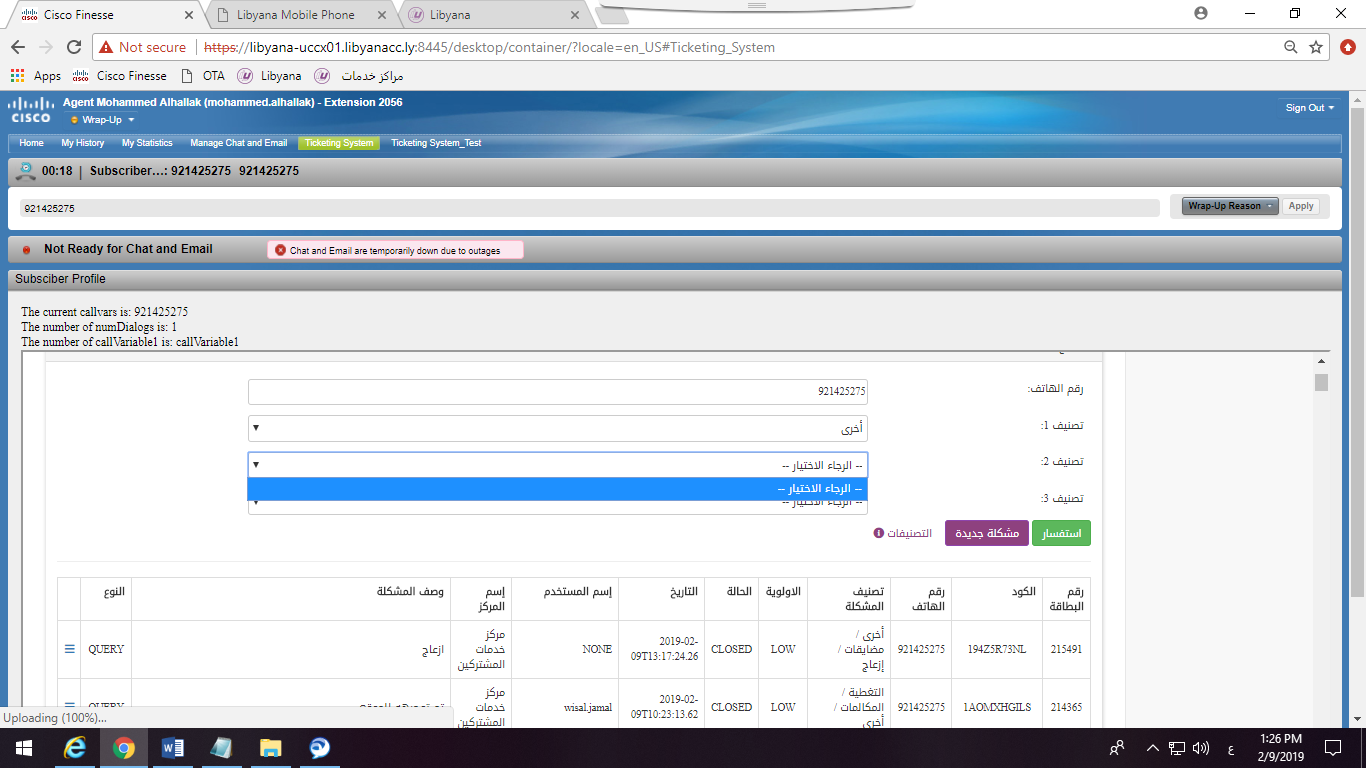 Cisco Finesse
Libyana Mobile Phone
Libyana
Not secure
https://libyana-uccx01.libyanacc.ly:8445/desktop/container/?locale=en_US#Ticketing_System
Apps
Cisco Finesse
OTA
Libyana
مراكز خدمات
CISCO
Agent Mohammed Alhallak (mohammed.alhallak) - Extension 2056
Wrap-Up
Sign Out
Home My History My Statistics Manage Chat and Email Ticketing System Ticketing System_Test
00:18 | Subscriber...: 921425275 921425275
921425275
Wrap-Up Reason
Apply
Not Ready for Chat and Email
Chat and Email are temporarily down due to outages
Subsciber Profile
The current callvars is: 921425275
The number of numDialogs is: 1
The number of callVariable1 is: callVariable1
رقم الهاتف:
921425275
تصنيف 1:
أخرى
تصنيف 2:
-- الرجاء الاختيار --
-- الرجاء الاختيار --
تصنيف 3:
-- الرجاء الاختيار --
استفسار
مشكلة جديدة
التصنيفات
رقم البطاقة
الكود
رقم الهاتف
تصنيف المشكلة
الاولوية
الحالة
التاريخ
إسم المستخدم
إسم المركز
وصف المشكلة
النوع
215491
194Z5R73NL
921425275
أخرى /
مضايقات /
إزعاج
LOW
CLOSED
2019-02-
09T13:17:24.26
NONE
مركز
خدمات
المشتركين
ازعاج
QUERY
214365
1AOMXHGILS
921425275
التغطية /
المكالمات /
أخرى
LOW
CLOSED
2019-02-
09T10:23:13.62
wisal.jamal
مركز
خدمات
المشتركين
QUERY
Uploading (100%)...
ع
1:26 PM
2/9/2019